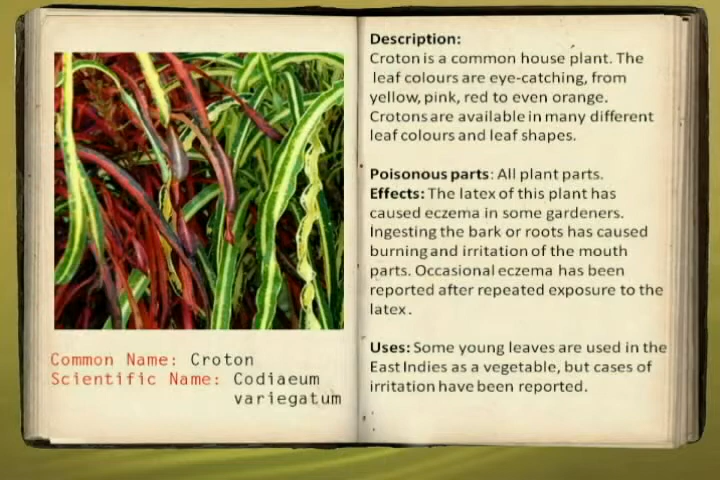 Common Name: Croton
Scientific Name: Codiaeum
variegatum
Description:
Croton is a common house plant. The
leaf colours are eye-catching, from
yellow, pink, red to even orange.
Crotons are available in many different
leaf colours and leaf shapes.
Poisonous parts: All plant parts.
Effects: The latex of this plant has
caused eczema in some gardeners.
Ingesting the bark or roots has caused
burning and irritation of the mouth
parts. Occasional eczema has been
reported after repeated exposure to the
latex.
Uses: Some young leaves are used in the
East Indies as a vegetable, but cases of
irritation have been reported.